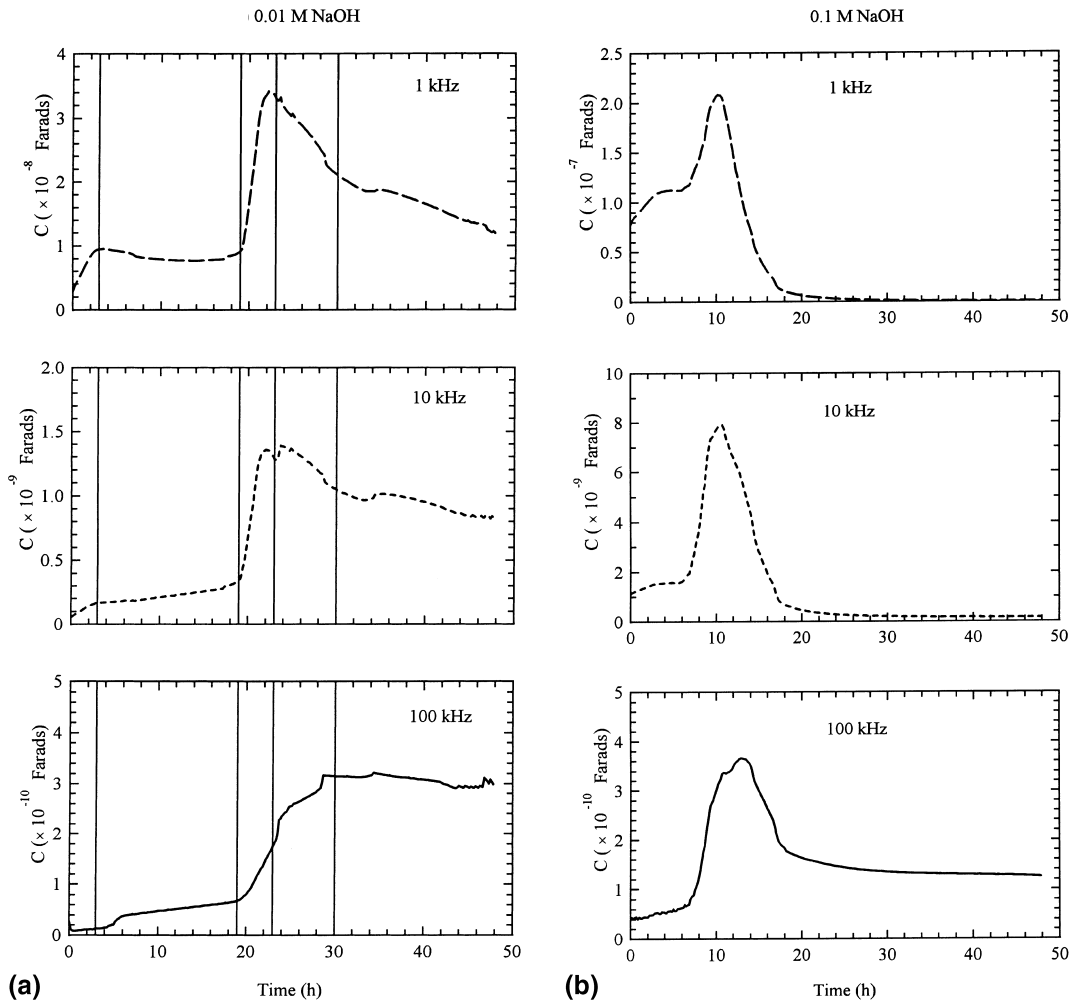 0.01 M NaOH
4
3
2
1
0
C ( × 10 -8 Farads)
1 kHz
2.0
1.5
1.0
0.5
0
C ( × 10 -9 Farads)
10 kHz
5
4
3
2
1
0
C ( × 10 -10 Farads)
100 kHz
0 10 20 30 40 50
(a)
Time (h)
0.1 M NaOH
2.5
2.0
1.5
1.0
0.5
0
C ( × 10 -7 Farads)
1 kHz
0 10 20 30 40 50
10
8
6
4
2
0
C ( × 10 -9 Farads)
10 kHz
0 10 20 30 40 50
5
4
3
2
1
0
C ( × 10 -10 Farads)
100 kHz
0 10 20 30 40 50
(b)
Time (h)